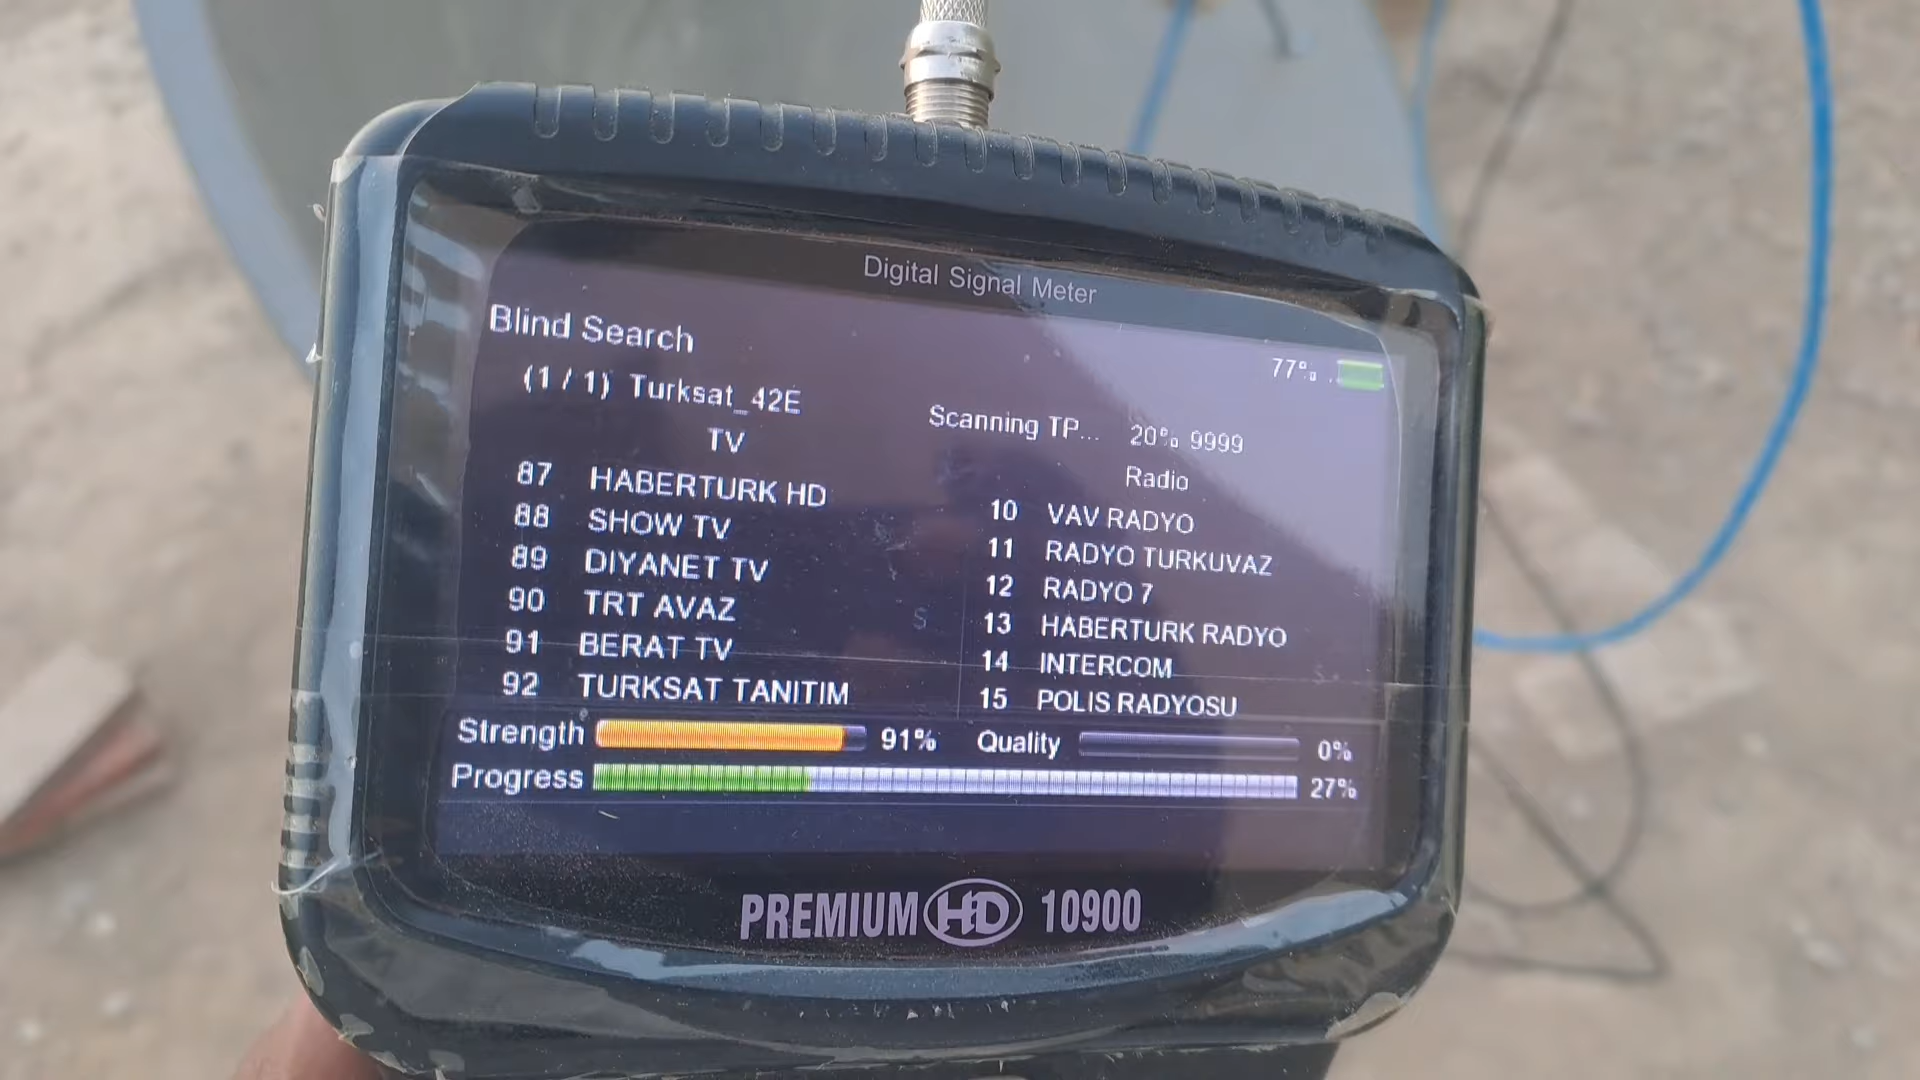 Digital Signal Meter
Blind Search
77%
(1 / 1) Turksat_42E
Scanning TP... 20% 9999
TV
Radio
87 HABERTURK HD
88 SHOW TV
89 DIYANET TV
90 TRT AVAZ
91 BERAT TV
92 TURKSAT TANITIM
10 VAV RADYO
11 RADYO TURKUVAZ
12 RADYO 7
13 HABERTURK RADYO
14 INTERCOM
15 POLIS RADYOSU
Strength 91% Quality 0%
Progress 27%
PREMIUM HD 10900